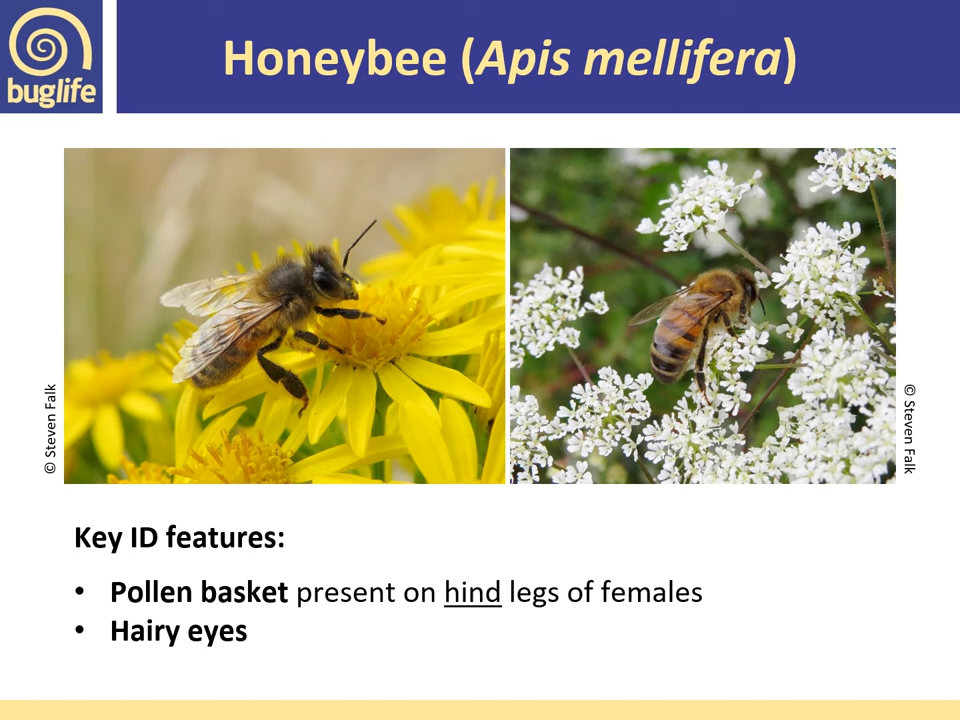 buglife
Honeybee (Apis mellifera)
© Steven Falk
© Steven Falk
Key ID features:
• Pollen basket present on hind legs of females
• Hairy eyes